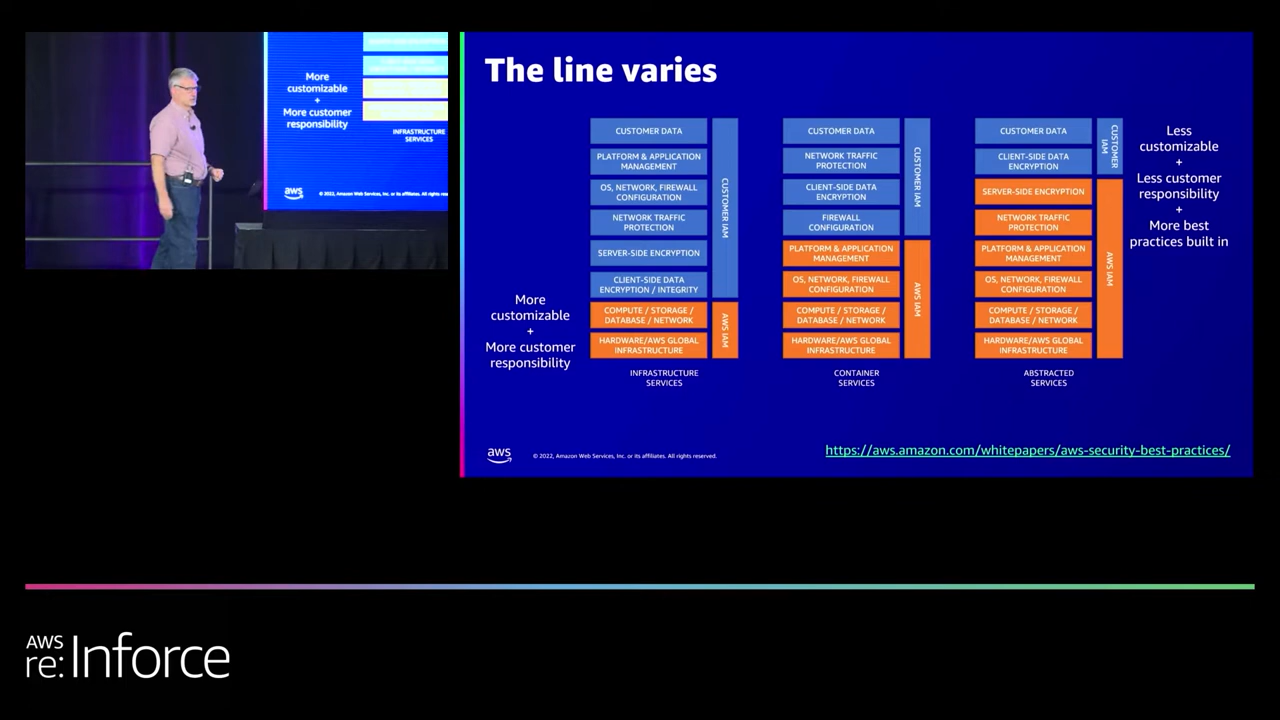 More
customizable
+
More customer
responsibility
INFRASTRUCTURE
SERVICES
aws
© 2022, Amazon Web Services, Inc. or its affiliates. All rights rese
The line varies
CUSTOMER DATA
PLATFORM & APPLICATION
MANAGEMENT
OS, NETWORK, FIREWALL
CONFIGURATION
NETWORK TRAFFIC
PROTECTION
SERVER-SIDE ENCRYPTION
CLIENT-SIDE DATA
ENCRYPTION / INTEGRITY
COMPUTE / STORAGE /
DATABASE / NETWORK
HARDWARE/AWS GLOBAL
INFRASTRUCTURE
CUSTOMER IAM
AWS IAM
INFRASTRUCTURE
SERVICES
More
customizable
+
More customer
responsibility
CUSTOMER DATA
NETWORK TRAFFIC
PROTECTION
CLIENT-SIDE DATA
ENCRYPTION
FIREWALL
CONFIGURATION
PLATFORM & APPLICATION
MANAGEMENT
OS, NETWORK, FIREWALL
CONFIGURATION
COMPUTE / STORAGE /
DATABASE / NETWORK
HARDWARE/AWS GLOBAL
INFRASTRUCTURE
CUSTOMER IAM
AWS IAM
CONTAINER
SERVICES
CUSTOMER DATA
CLIENT-SIDE DATA
ENCRYPTION
SERVER-SIDE ENCRYPTION
NETWORK TRAFFIC
PROTECTION
PLATFORM & APPLICATION
MANAGEMENT
OS, NETWORK, FIREWALL
CONFIGURATION
COMPUTE / STORAGE /
DATABASE / NETWORK
HARDWARE/AWS GLOBAL
INFRASTRUCTURE
CUSTOMER
IAM
AWS IAM
ABSTRACTED
SERVICES
Less
customizable
+
Less customer
responsibility
+
More best
practices built in
https://aws.amazon.com/whitepapers/aws-security-best-practices/
aws
© 2022, Amazon Web Services, Inc. or its affiliates. All rights reserved.
AWS
re:Inforce